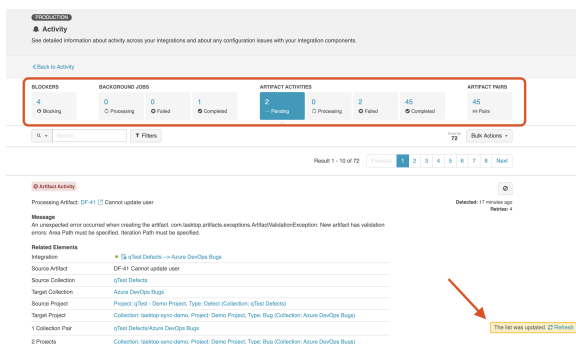 PRODUCTION
Activity
See detailed information about activity across your integrations and about any configuration issues with your integration components.
Back to Activity
BLOCKERS BACKGROUND JOBS ARTIFACT ACTIVITIES ARTIFACT PAIRS
4 0 0 1 2 0 2 45 45
Blocking Processing Failed Completed Pending Processing Failed Completed Pairs
Search Filters Events 72 Bulk Actions
Result 1 - 10 of 72 Previous 1 2 3 4 5 6 7 8 Next
Artifact Activity
Processing Artifact: DF-41 Cannot update user Detected: 17 minutes ago
Retries: 4
Message
An unexpected error occurred when creating the artifact. com.tasktop.artifacts.exceptions.ArtifactValidationException: New artifact has validation
errors: Area Path must be specified. Iteration Path must be specified.
Related Elements
Integration qTest Defects --> Azure DevOps Bugs
Source Artifact DF-41 Cannot update user
Source Collection qTest Defects
Target Collection Azure DevOps Bugs
Source Project Project: qTest - Demo Project, Type: Defect (Collection: qTest Defects)
Target Project Collection: tasktop-sync-demo, Project: Demo Project, Type: Bug (Collection: Azure DevOps Bugs)
1 Collection Pair qTest Defects/Azure DevOps Bugs
The list was updated. Refresh
2 Projects Collection: tasktop-sync-demo, Project: Demo Project, Type: Bug (Collection: Azure DevOps Bugs)